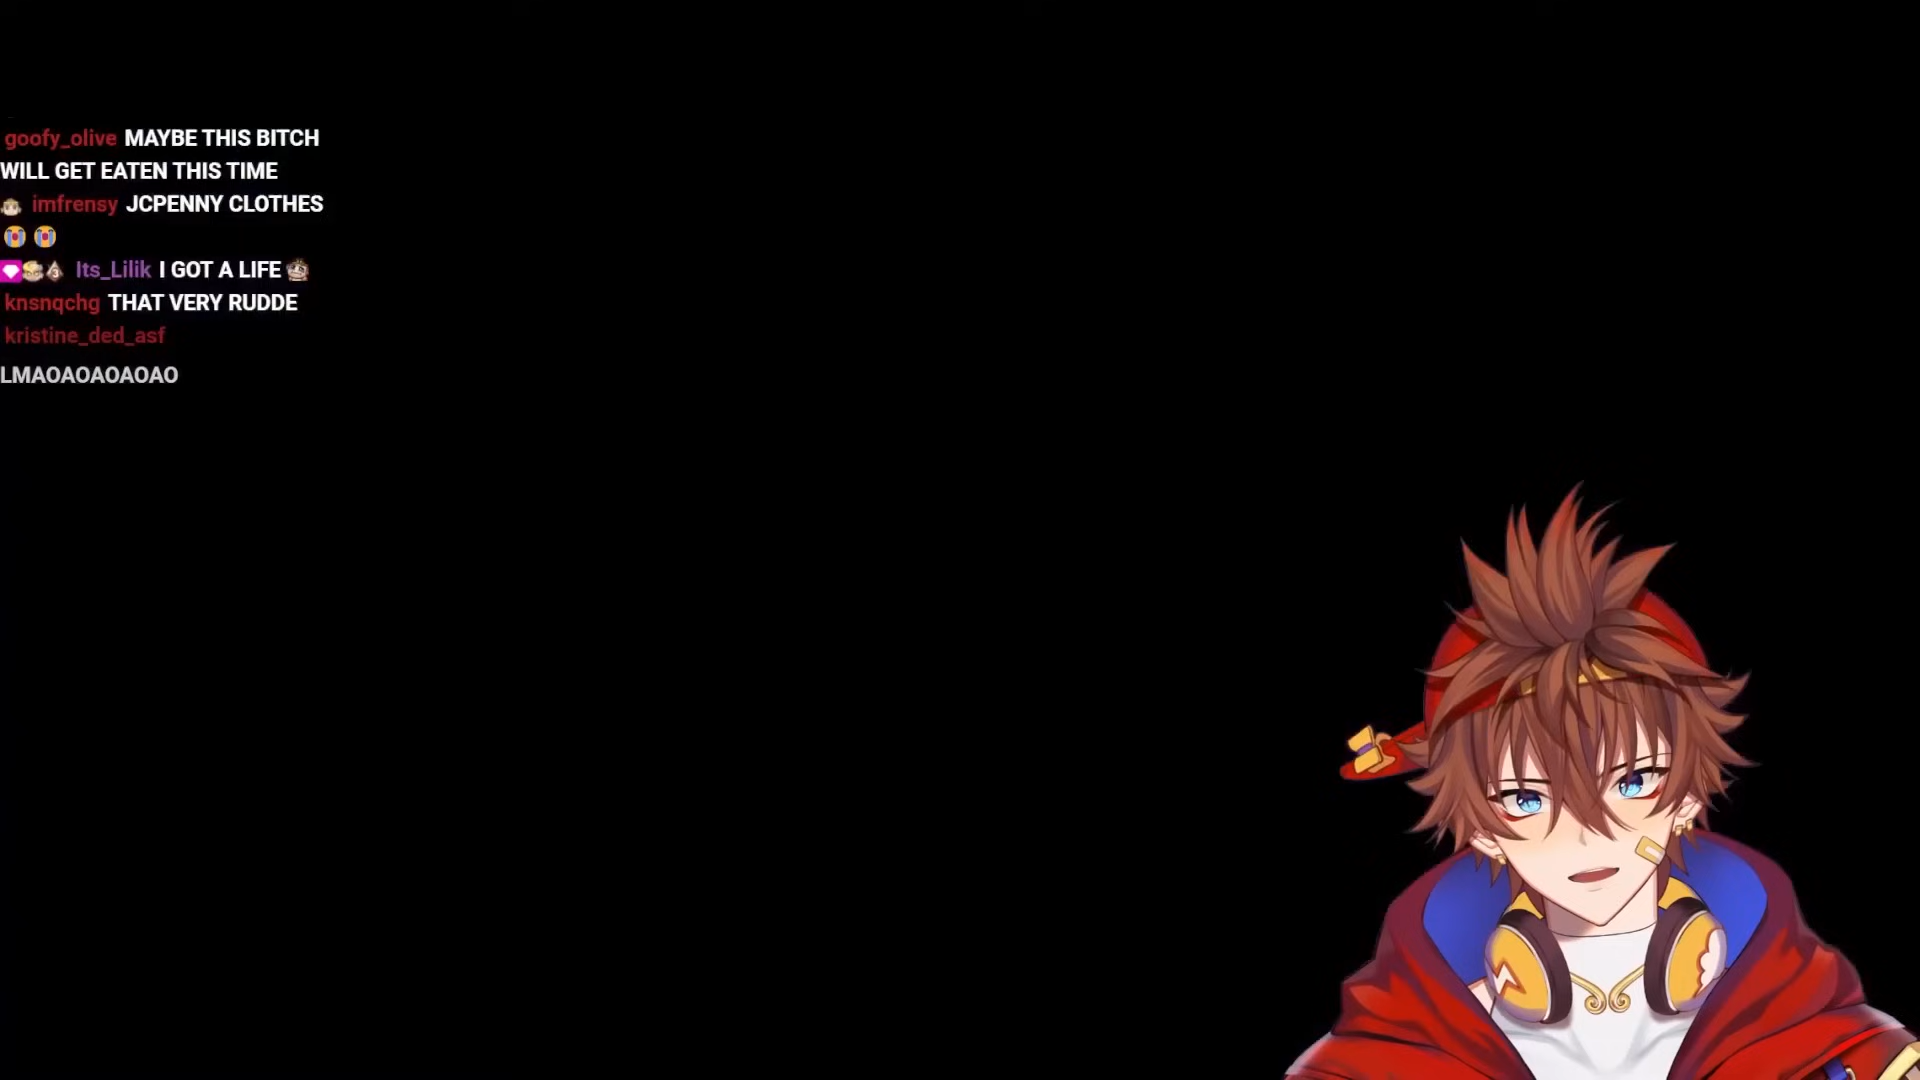 goofy_olive MAYBE THIS BITCH
WILL GET EATEN THIS TIME
imfrensy JCPENNY CLOTHES
Its_Lilik I GOT A LIFE
knsnqchg THAT VERY RUDDE
kristine_ded_asf
LMAOAOAOAOAO